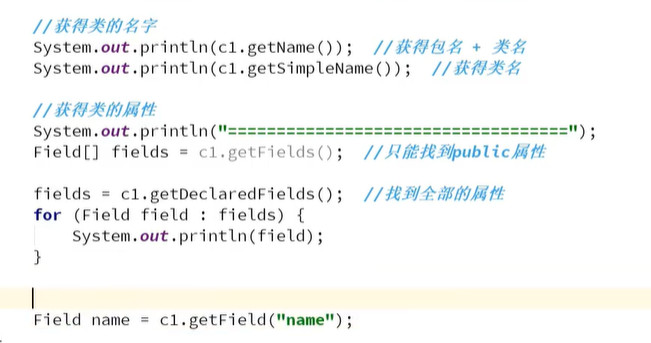 //获得类的名字
System.out.println(c1.getName());  //获得包名 + 类名
System.out.println(c1.getSimpleName());  //获得类名
//获得类的属性
System.out.println("===================================");
Field[] fields = c1.getFields();  //只能找到public属性
fields = c1.getDeclaredFields();  //找到全部的属性
for (Field field : fields) {
    System.out.println(field);
}
Field name = c1.getField("name");